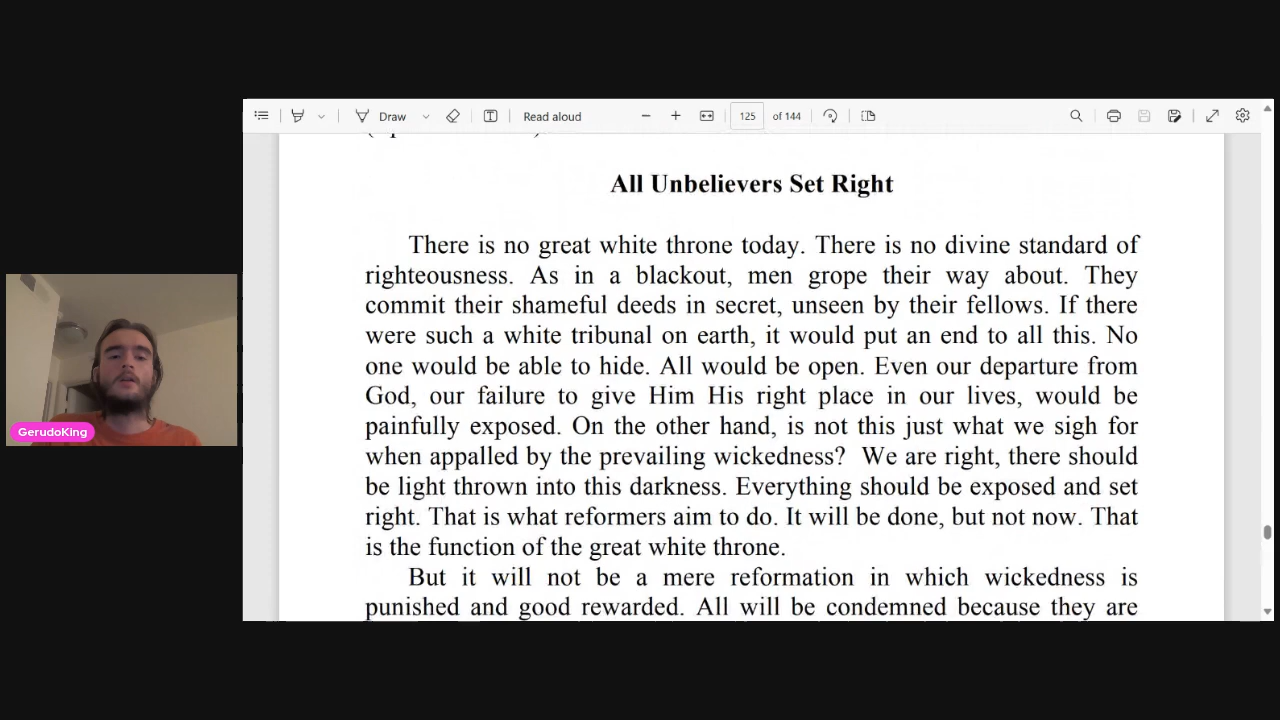 Draw
Read aloud
125 of 144
All Unbelievers Set Right
There is no great white throne today. There is no divine standard of
righteousness. As in a blackout, men grope their way about. They
commit their shameful deeds in secret, unseen by their fellows. If there
were such a white tribunal on earth, it would put an end to all this. No
one would be able to hide. All would be open. Even our departure from
God, our failure to give Him His right place in our lives, would be
painfully exposed. On the other hand, is not this just what we sigh for
when appalled by the prevailing wickedness? We are right, there should
be light thrown into this darkness. Everything should be exposed and set
right. That is what reformers aim to do. It will be done, but not now. That
is the function of the great white throne.
But it will not be a mere reformation in which wickedness is
punished and good rewarded. All will be condemned because they are
GerudoKing